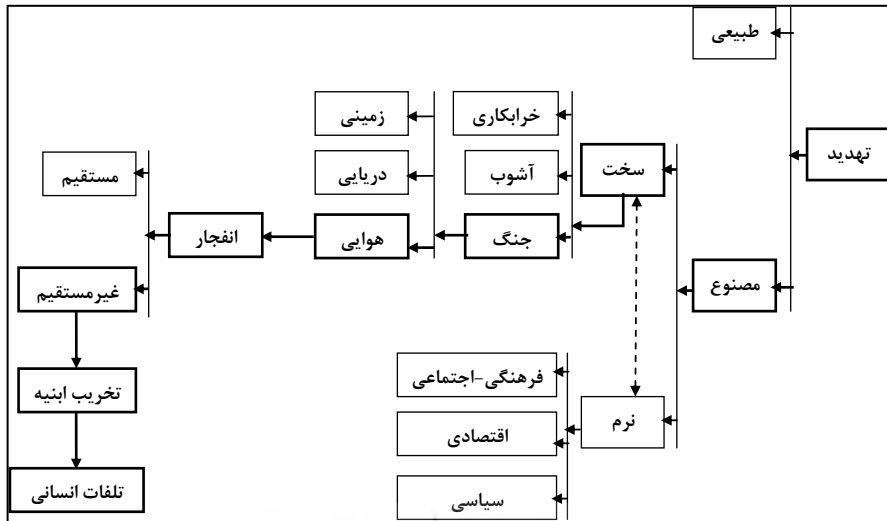 طبیعی
تهدید
مصنوع
سخت
نرم
خرابکاری
آشوب
جنگ
فرهنگی-اجتماعی
اقتصادی
سیاسی
زمینی
دریایی
هوایی
انفجار
مستقیم
غیرمستقیم
تخریب ابنیه
تلفات انسانی